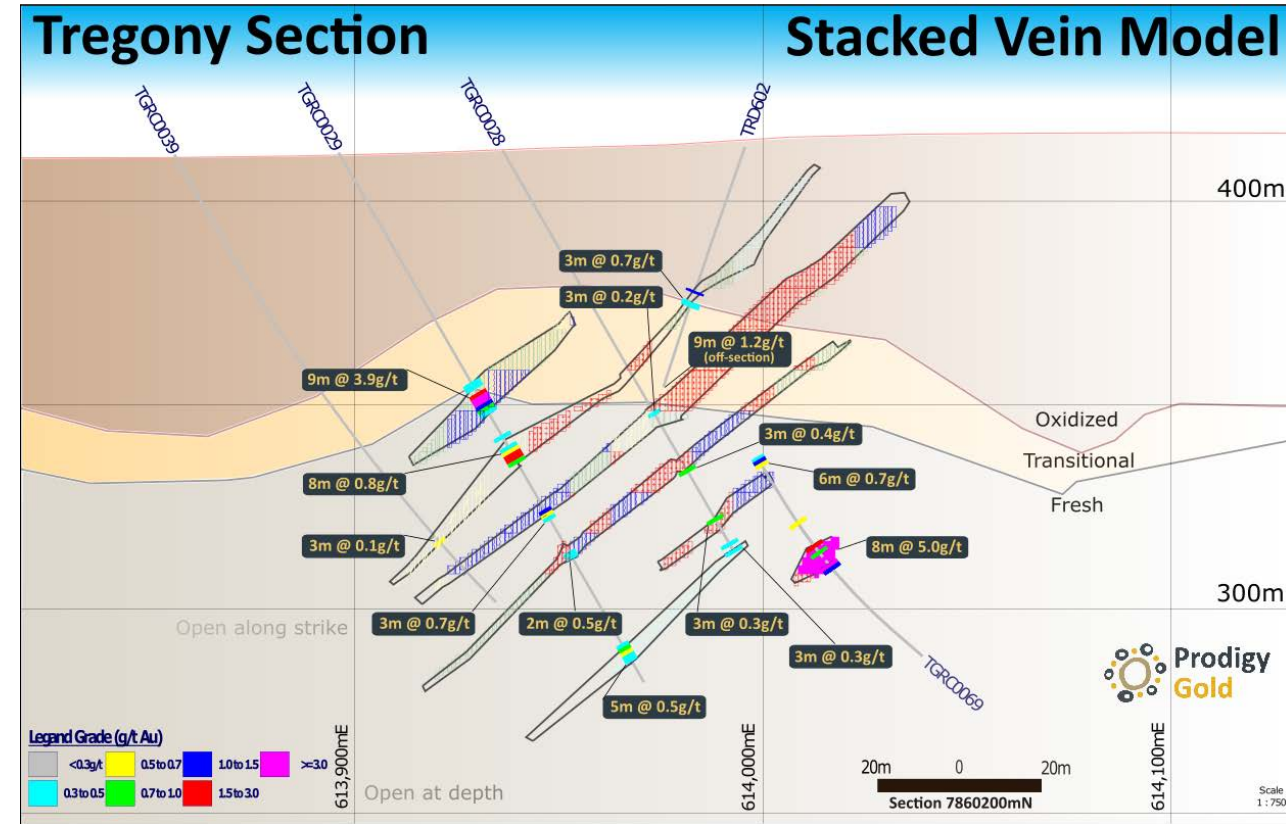 Tregony Section
Stacked Vein Model
TGRC0039
TGRC0029
TGRC0028
TRD602
400m
3m @ 0.7g/t
3m @ 0.2g/t
9m @ 1.2g/t
(off-section)
9m @ 3.9g/t
Oxidized
3m @ 0.4g/t
Transitional
8m @ 0.8g/t
6m @ 0.7g/t
Fresh
3m @ 0.1g/t
8m @ 5.0g/t
300m
Open along strike
3m @ 0.7g/t
2m @ 0.5g/t
3m @ 0.3g/t
3m @ 0.3g/t
TGRC0069
Prodigy
Gold
5m @ 0.5g/t
Legand Grade (g/t Au)
<0.3g/t
0.5 to 0.7
1.0 to 1.5
>=3.0
0.3 to 0.5
0.7 to 1.0
1.5 to 3.0
613,900mE
Open at depth
614,000mE
20m 0 20m
Section 7860200mN
614,100mE
Scale
1 : 750